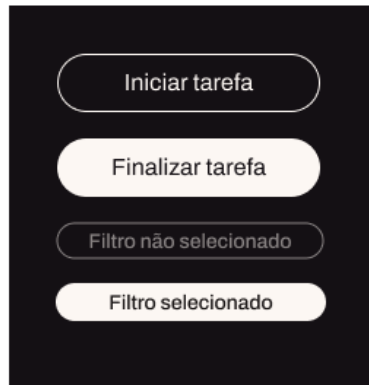 Iniciar tarefa
Finalizar tarefa
Filtro não selecionado
Filtro selecionado